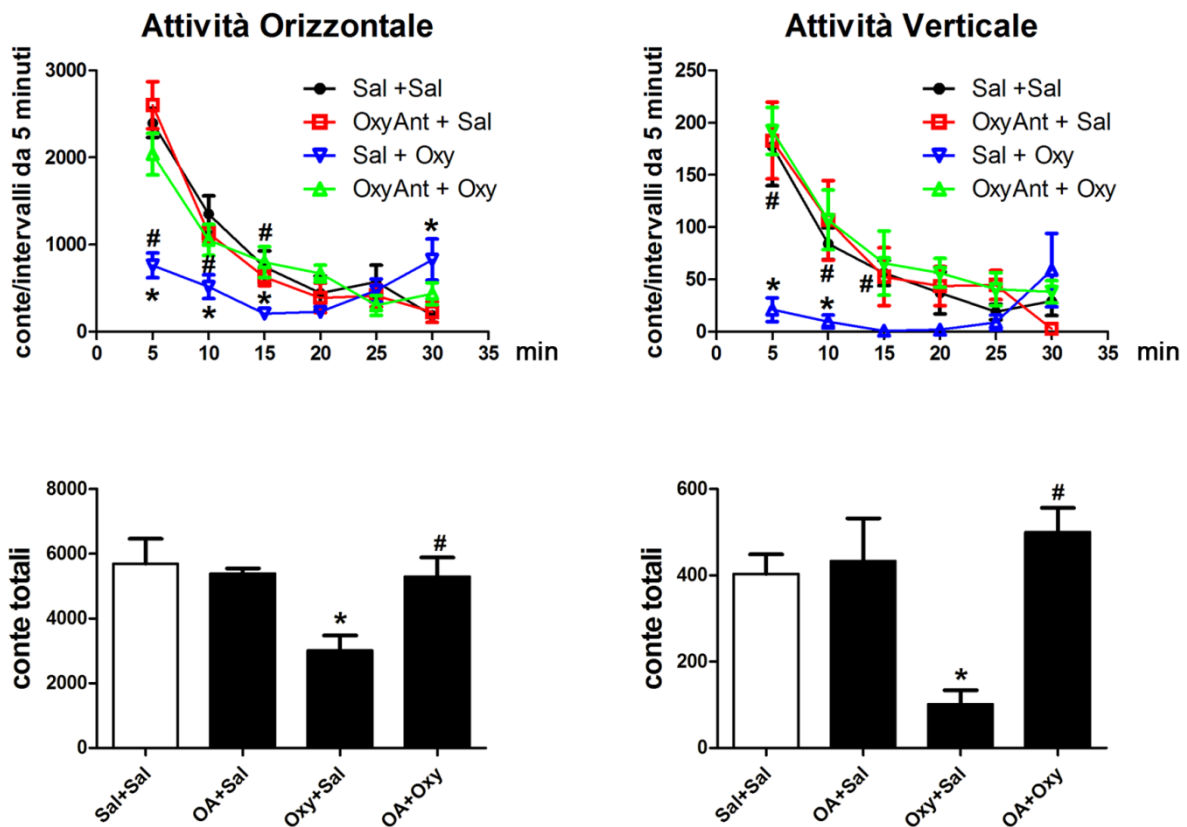 Attività Orizzontale
conte/intervalli da 5 minuti
3000
2000
1000
0
Sal +Sal
OxyAnt + Sal
Sal + Oxy
OxyAnt + Oxy
#
*
#
#
*
#
*
*
0 5 10 15 20 25 30 35 min
Attività Verticale
conte/intervalli da 5 minuti
250
200
150
100
50
0
Sal +Sal
OxyAnt + Sal
Sal + Oxy
OxyAnt + Oxy
#
*
#
*
#
0 5 10 15 20 25 30 35 min
conte totali
8000
6000
4000
2000
0
*
#
Sal+Sal
OA+Sal
Oxy+Sal
OA+Oxy
conte totali
600
400
200
0
*
#
Sal+Sal
OA+Sal
Oxy+Sal
OA+Oxy